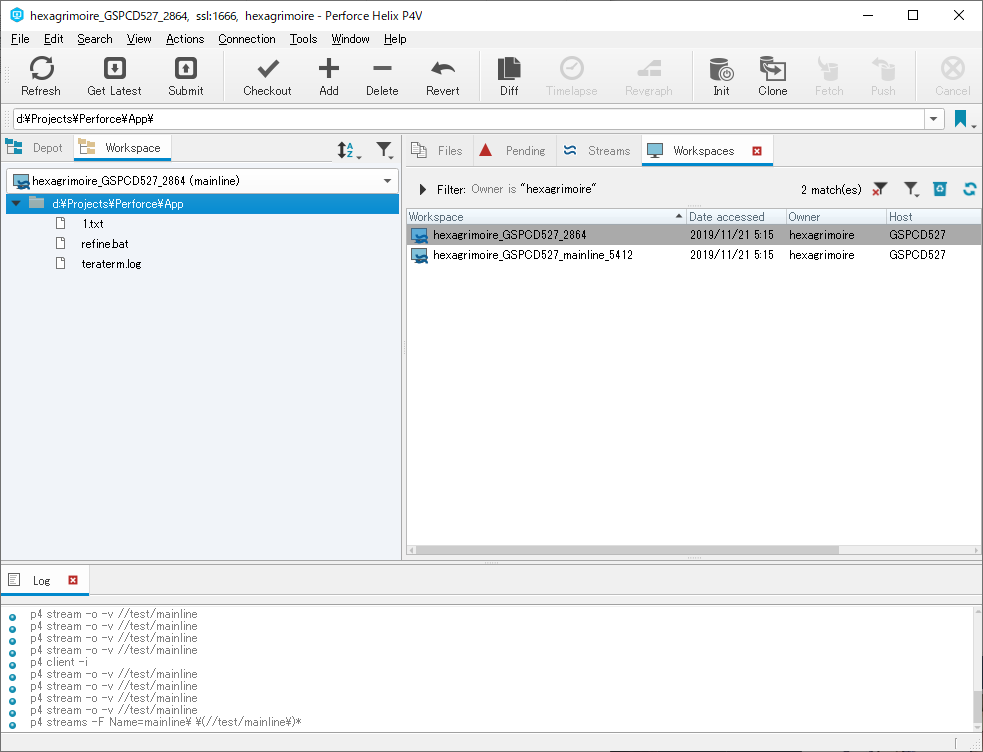 hexagrimoire_GSPCD527_2864, ssl:1666, hexagrimoire - Perforce Helix P4V
File Edit Search View Actions Connection Tools Window Help
Refresh Get Latest Submit Checkout Add Delete Revert Diff Timelapse Revgraph Init Clone Fetch Push Cancel
d:¥Projects¥Perforce¥App¥
Depot Workspace
hexagrimoire_GSPCD527_2864 (mainline)
d:¥Projects¥Perforce¥App
1.txt
refine.bat
teraterm.log
Files Pending Streams Workspaces
Filter: Owner is "hexagrimoire" 2 match(es)
Workspace Date accessed Owner Host
hexagrimoire_GSPCD527_2864 2019/11/21 5:15 hexagrimoire GSPCD527
hexagrimoire_GSPCD527_mainline_5412 2019/11/21 5:15 hexagrimoire GSPCD527
Log
p4 stream -o -v //test/mainline
p4 stream -o -v //test/mainline
p4 stream -o -v //test/mainline
p4 stream -o -v //test/mainline
p4 client -i
p4 stream -o -v //test/mainline
p4 stream -o -v //test/mainline
p4 stream -o -v //test/mainline
p4 stream -o -v //test/mainline
p4 streams -F Name=mainline¥ ¥(//test/mainline¥)*